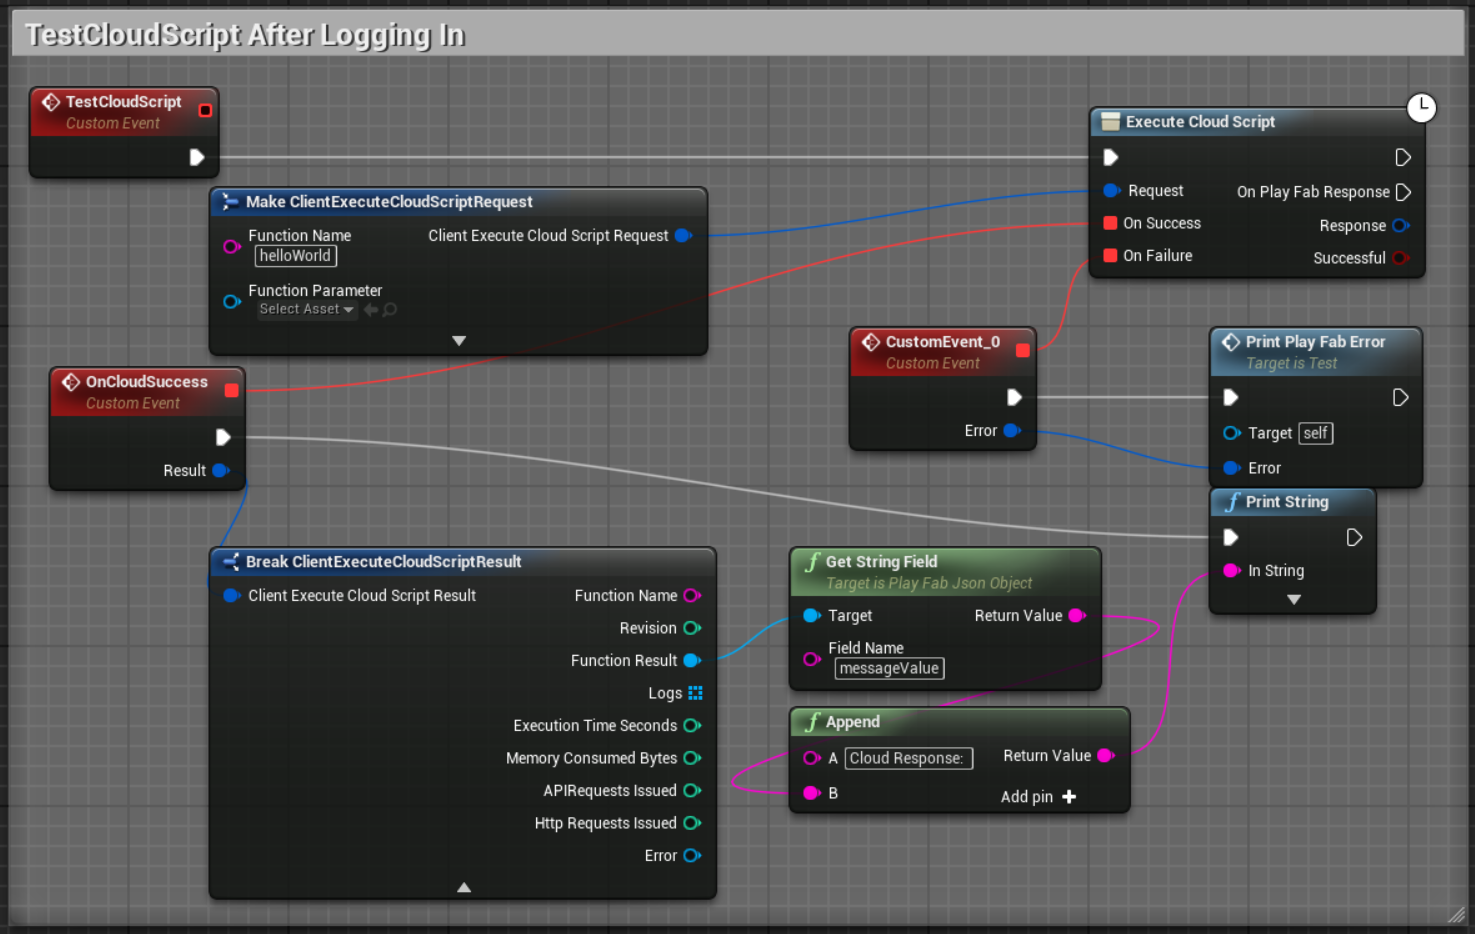 TestCloudScript After Logging In
TestCloudScript
Custom Event
Execute Cloud Script
Request
On Play Fab Response
On Success
Response
On Failure
Successful
Make ClientExecuteCloudScriptRequest
Function Name
Client Execute Cloud Script Request
helloWorld
Function Parameter
Select Asset
OnCloudSuccess
Custom Event
Result
CustomEvent_0
Custom Event
Error
Print Play Fab Error
Target is Test
Target self
Error
Print String
In String
Break ClientExecuteCloudScriptResult
Client Execute Cloud Script Result
Function Name
Revision
Function Result
Logs
Execution Time Seconds
Memory Consumed Bytes
APIRequests Issued
Http Requests Issued
Error
Get String Field
Target is Play Fab Json Object
Target
Return Value
Field Name
messageValue
Append
A Cloud Response:
Return Value
B
Add pin +